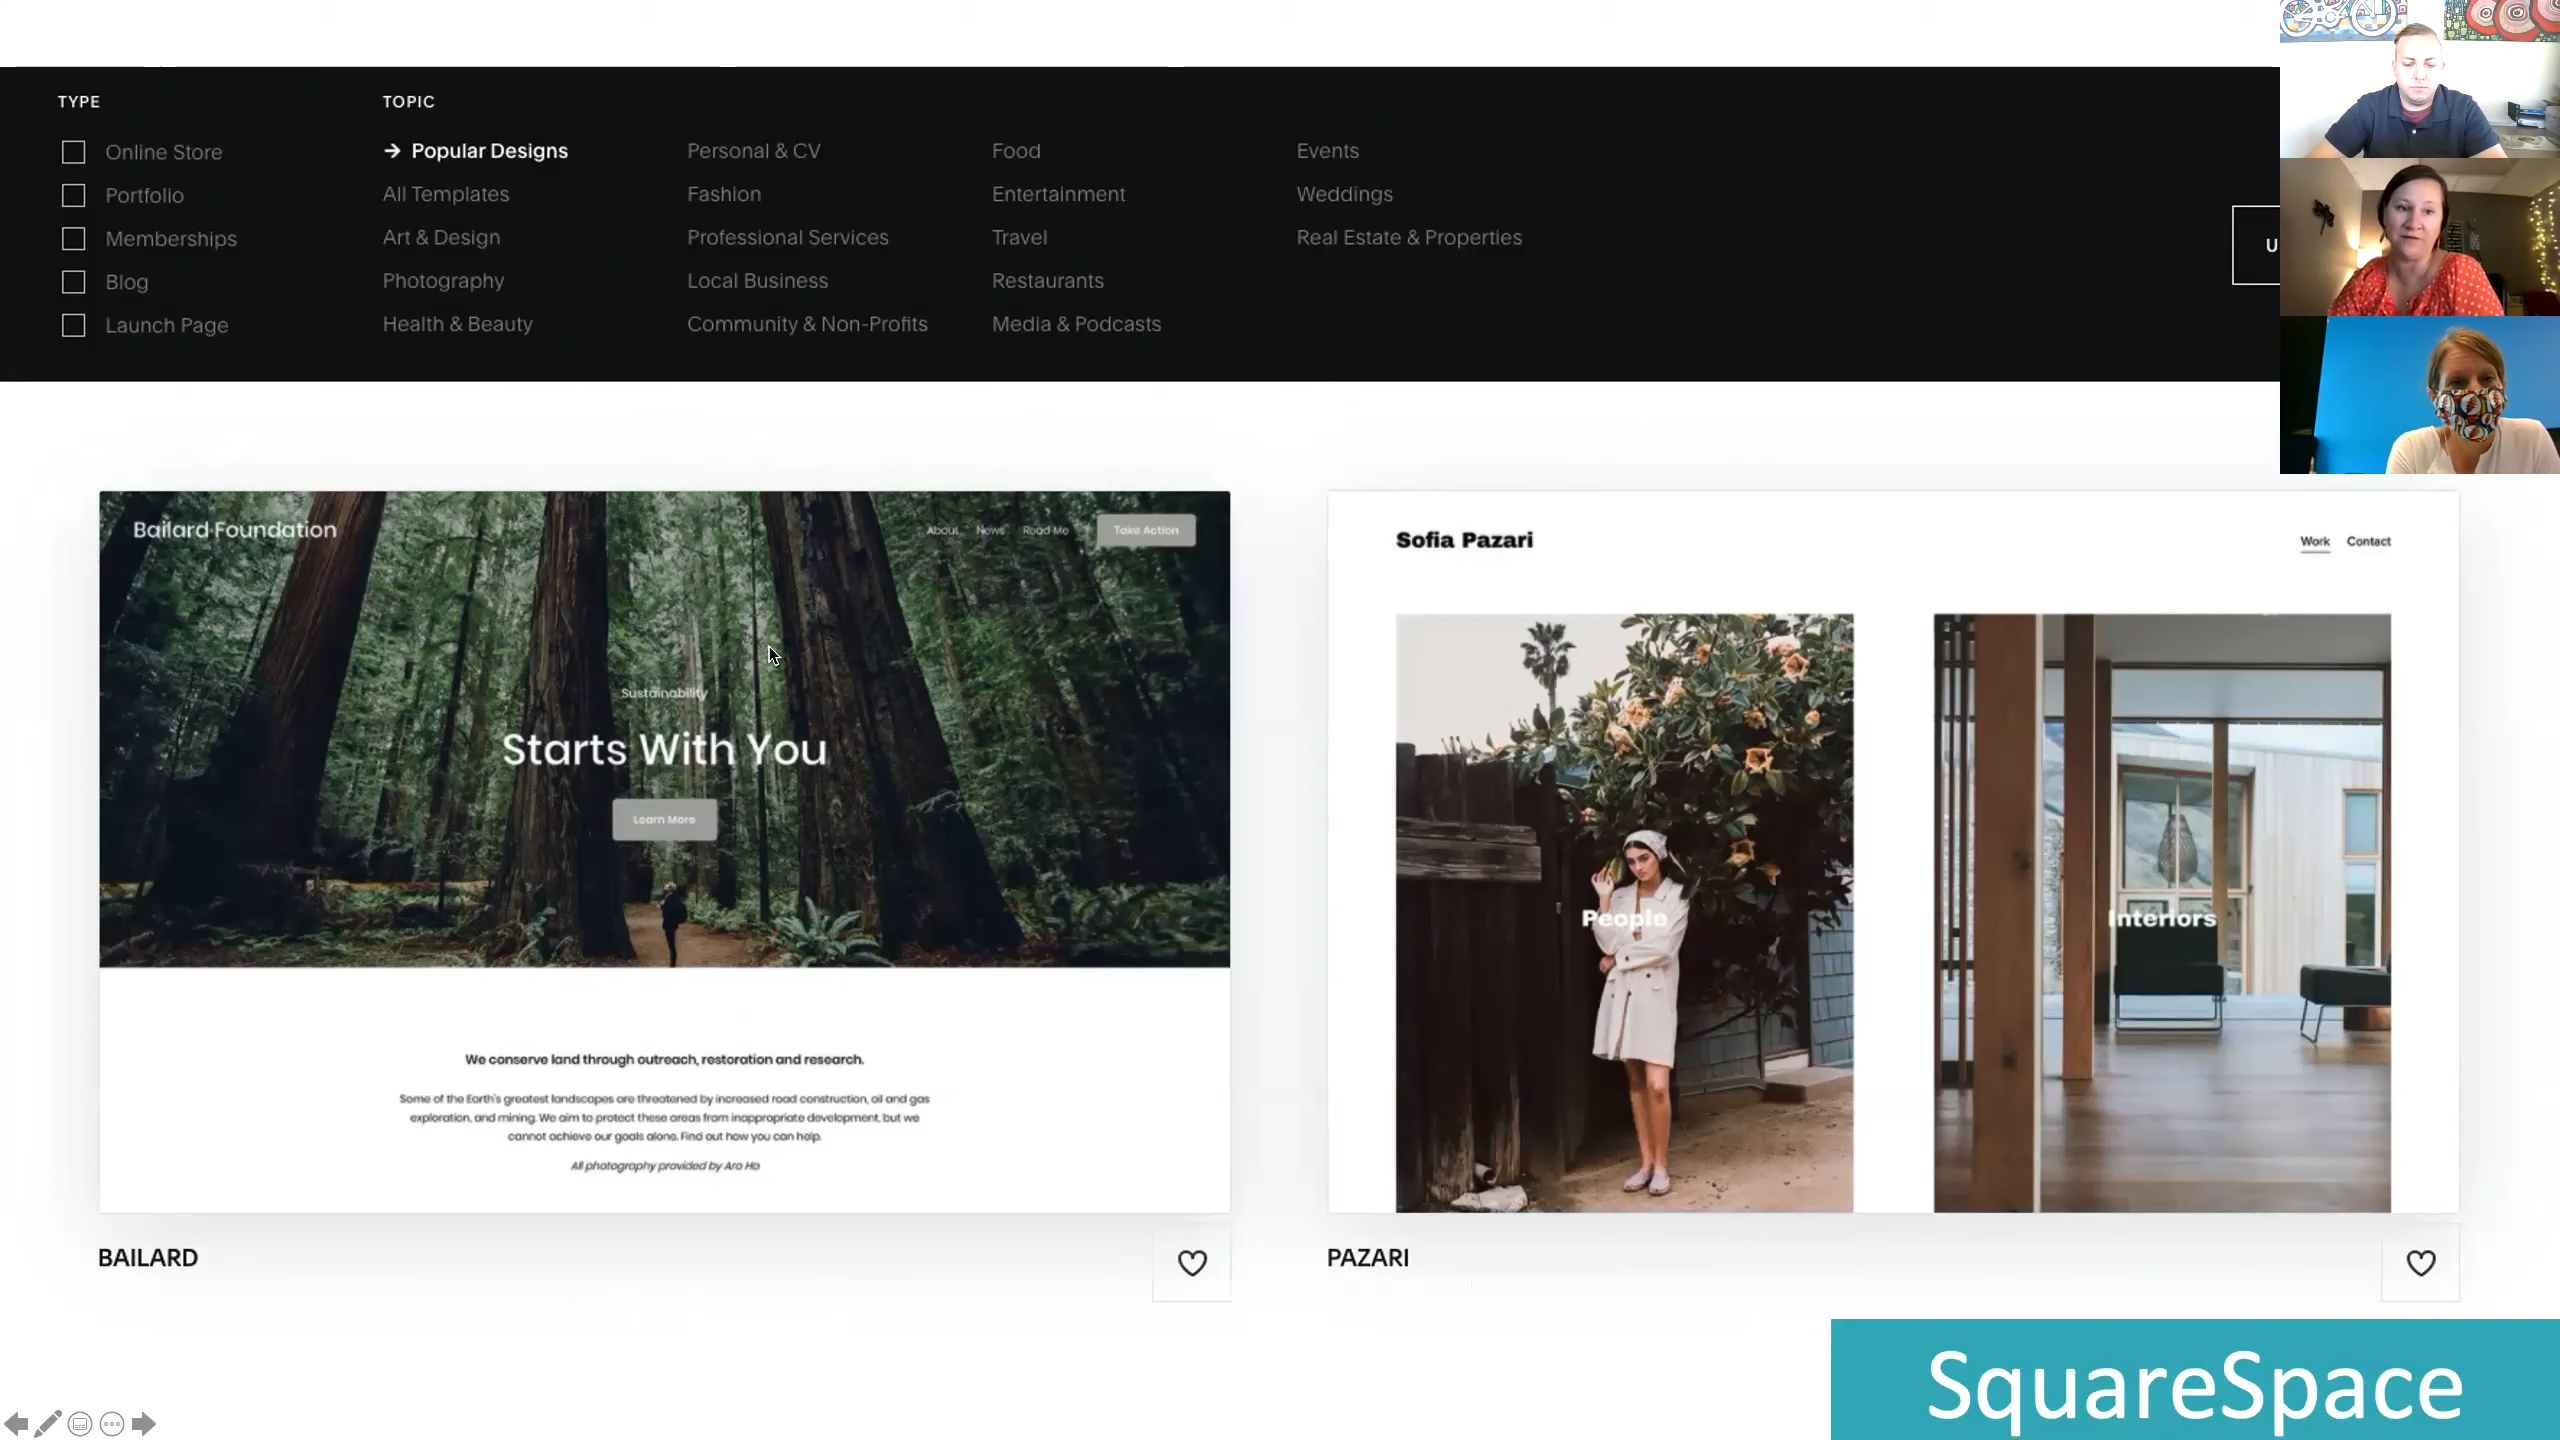 TYPE
Online Store
Portfolio
Memberships
Blog
Launch Page
TOPIC
→ Popular Designs
All Templates
Art & Design
Photography
Health & Beauty
Personal & CV
Fashion
Professional Services
Local Business
Community & Non-Profits
Food
Entertainment
Travel
Restaurants
Media & Podcasts
Events
Weddings
Real Estate & Properties
U
Bailard Foundation
About News Read Me Take Action
Sustainability
Starts With You
Learn More
We conserve land through outreach, restoration and research.
Some of the Earth's greatest landscapes are threatened by increased road construction, oil and gas
exploration, and mining. We aim to protect these areas from inappropriate development, but we
cannot achieve our goals alone. Find out how you can help.
All photography provided by Aro Ha
BAILARD
Sofia Pazari
Work Contact
People
Interiors
PAZARI
SquareSpace